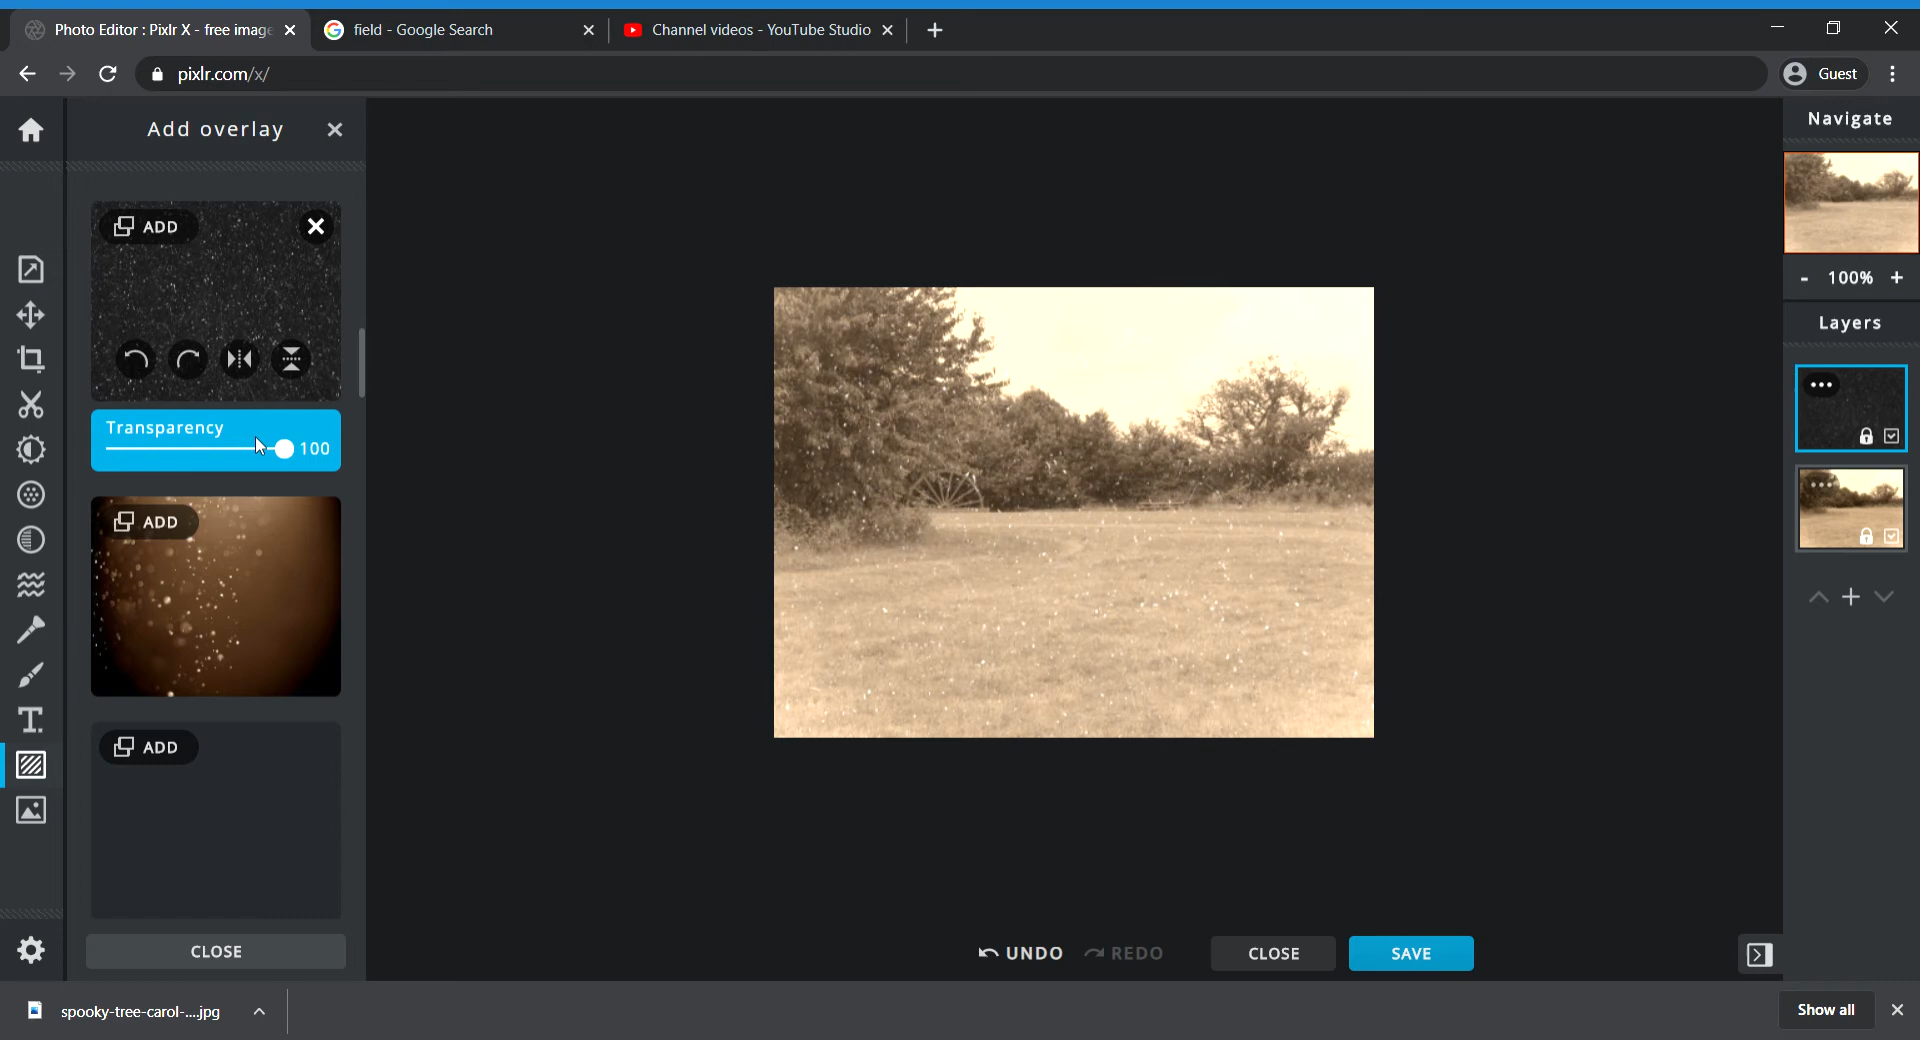 Photo Editor : Pixlr X - free image
field - Google Search
Channel videos - YouTube Studio
pixlr.com/x/
Guest
Add overlay
Navigate
ADD
100%
Layers
Transparency
100
ADD
ADD
CLOSE
UNDO
REDO
CLOSE
SAVE
spooky-tree-carol-....jpg
Show all